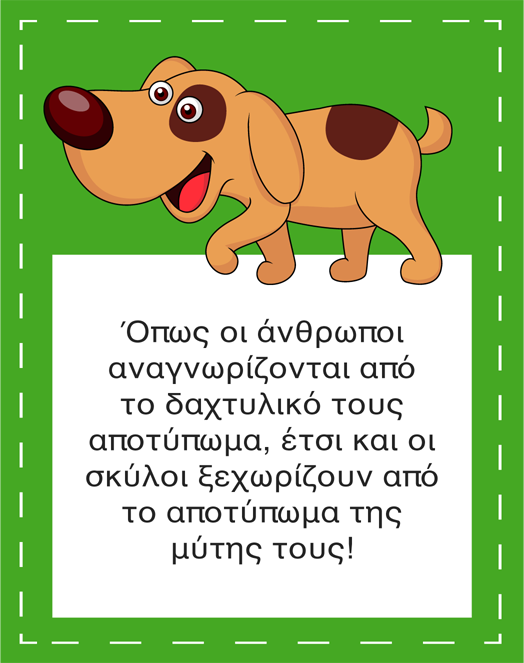 Όπως οι άνθρωποι
αναγνωρίζονται από
το δαχτυλικό τους
αποτύπωμα, έτσι και οι
σκύλοι ξεχωρίζουν από
το αποτύπωμα της
μύτης τους!